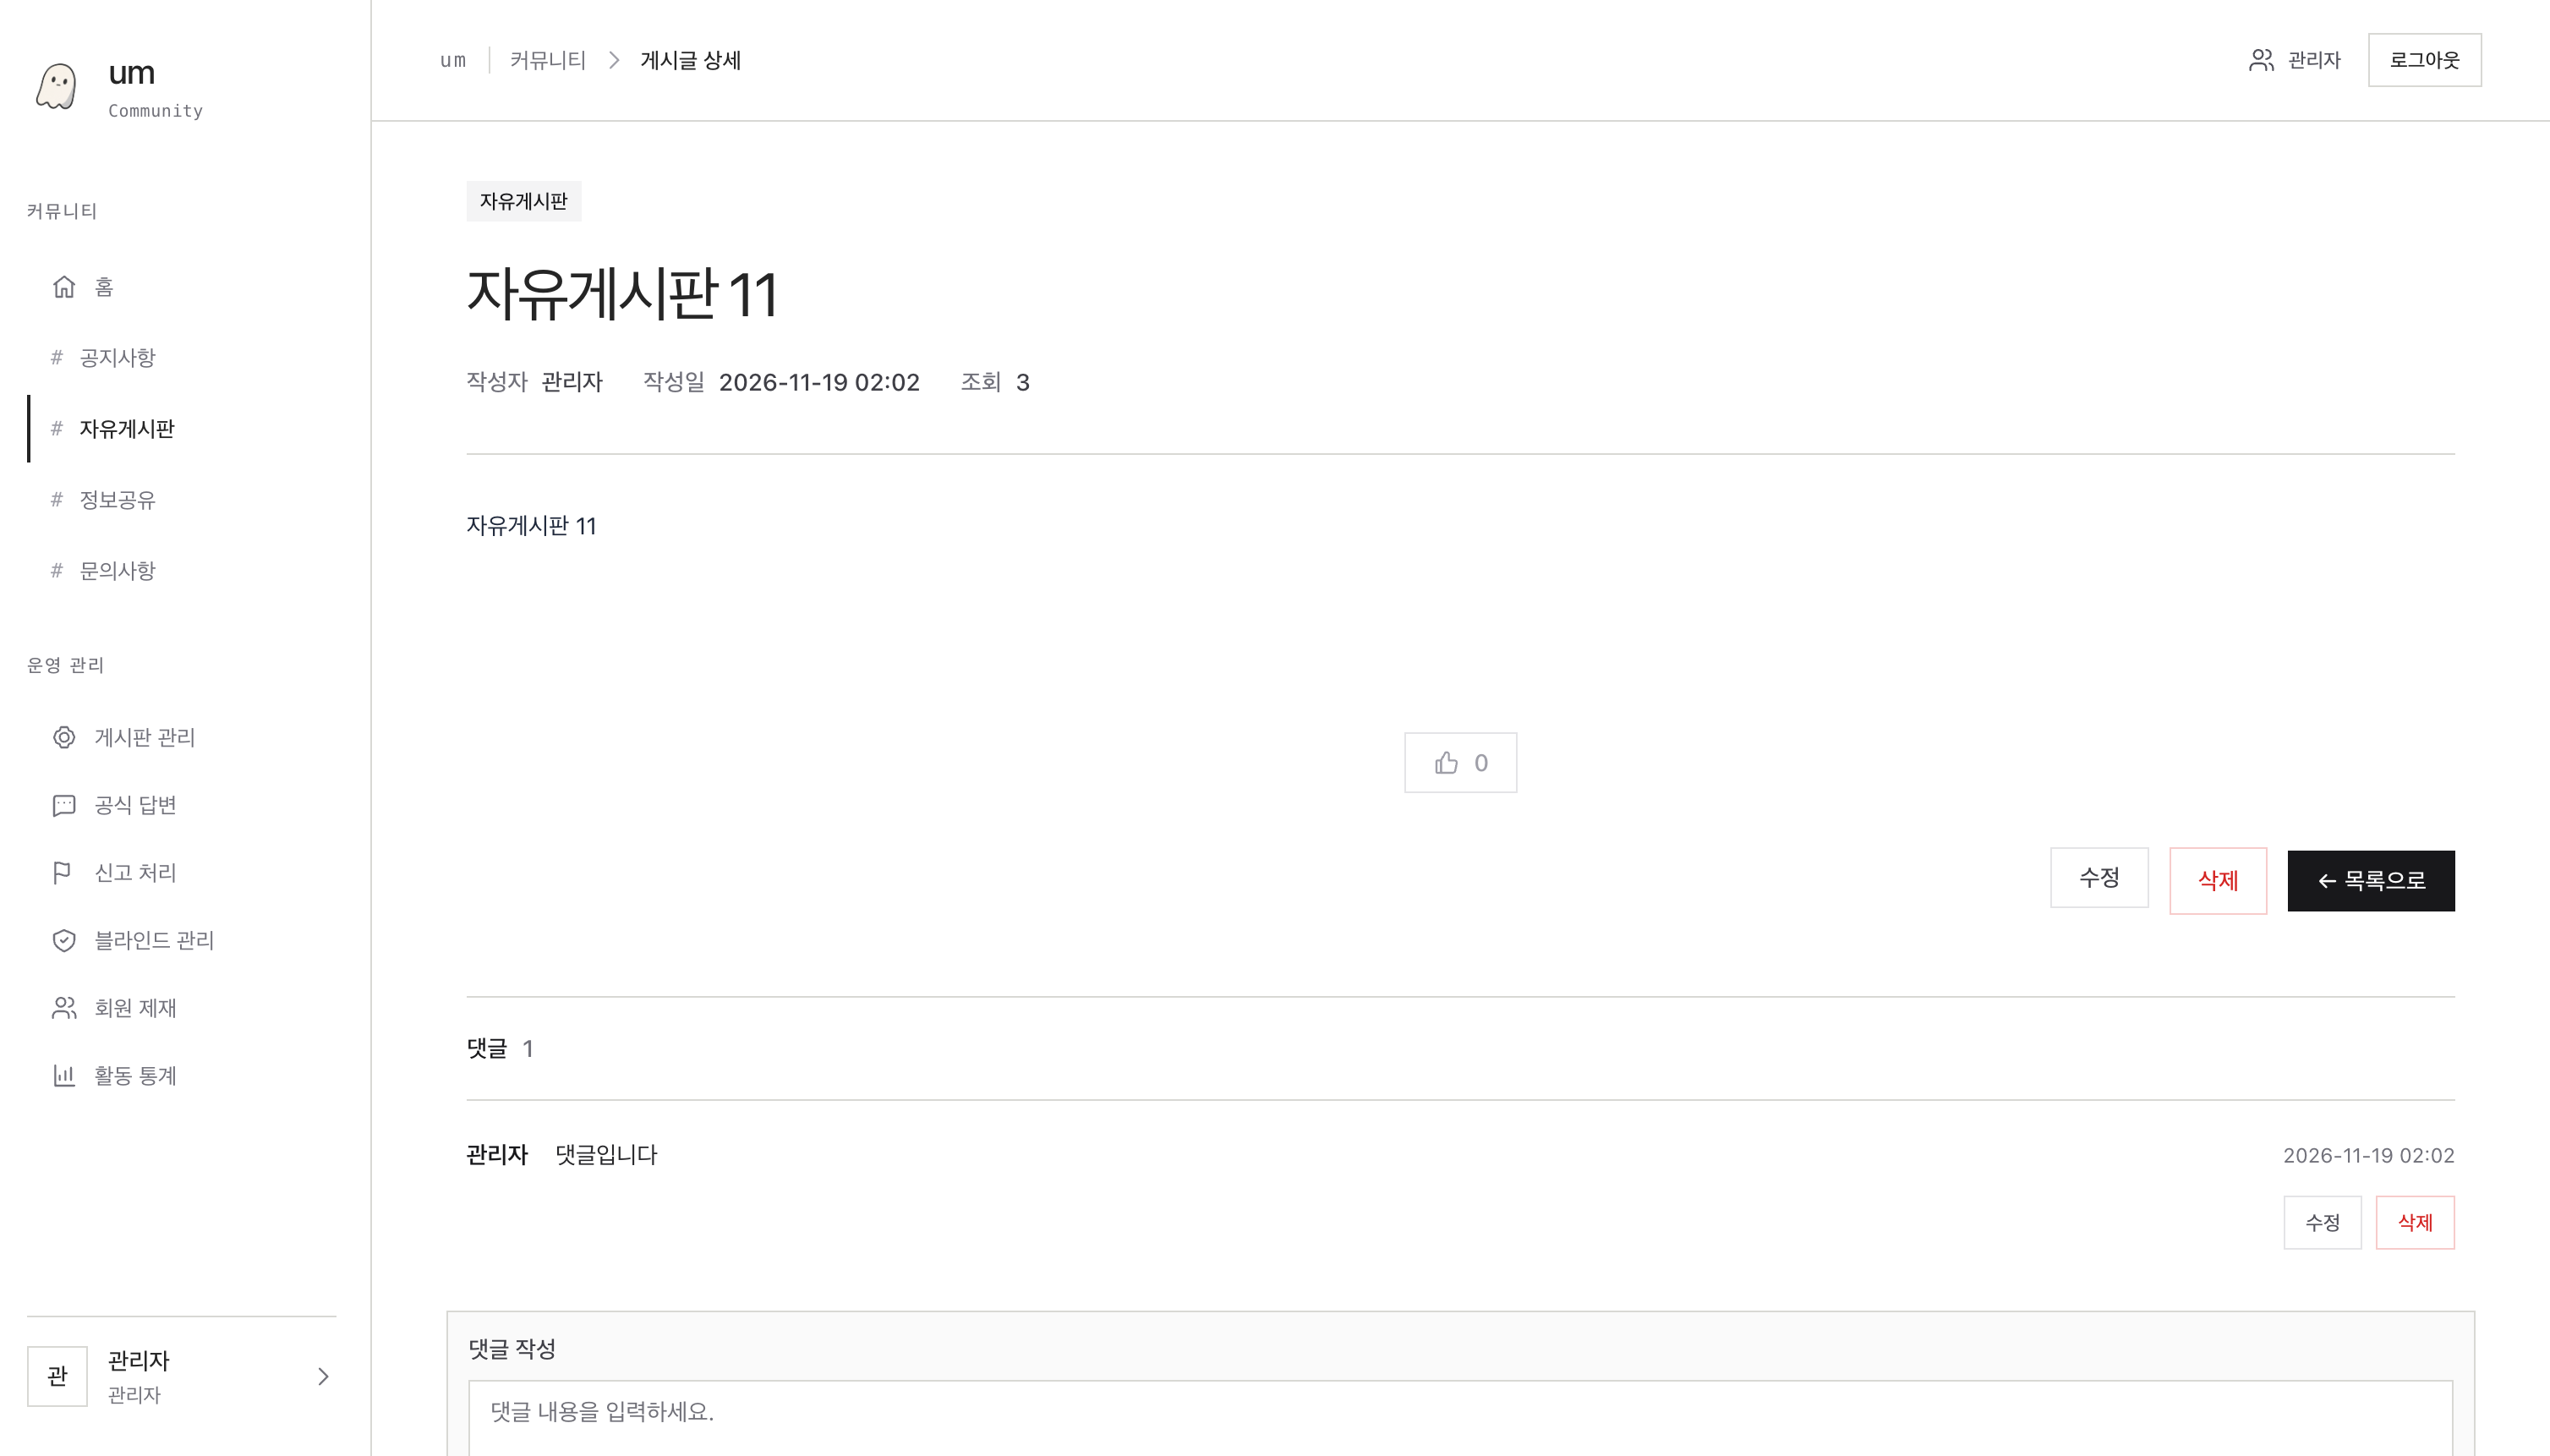 um
Community
커뮤니티
홈
# 공지사항
# 자유게시판
# 정보공유
# 문의사항
운영 관리
게시판 관리
공식 답변
신고 처리
블라인드 관리
회원 제재
활동 통계
관 관리자
관리자
um 커뮤니티 게시글 상세
관리자 로그아웃
자유게시판
자유게시판 11
작성자 관리자 작성일 2026-11-19 02:02 조회 3
자유게시판 11
0
수정 삭제 ← 목록으로
댓글 1
관리자 댓글입니다 2026-11-19 02:02
수정 삭제
댓글 작성
댓글 내용을 입력하세요.